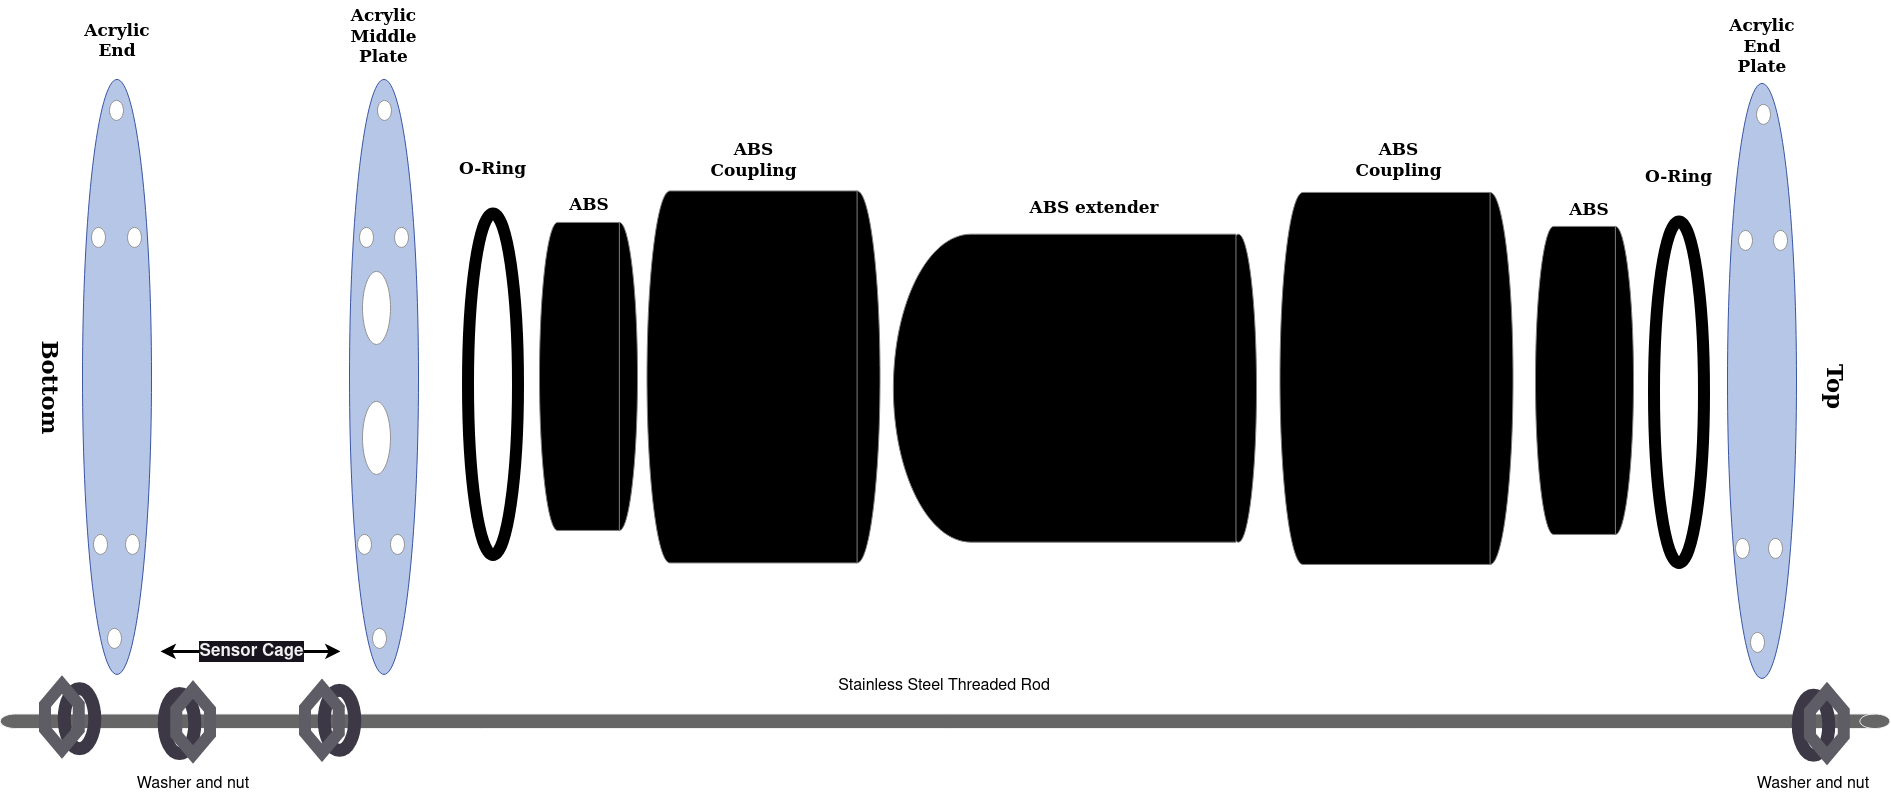 Acrylic
End
Acrylic
Middle
Plate
O-Ring
ABS
ABS
Coupling
ABS extender
ABS
Coupling
ABS
O-Ring
Acrylic
End
Plate
Bottom
Top
Sensor Cage
Stainless Steel Threaded Rod
Washer and nut
Washer and nut